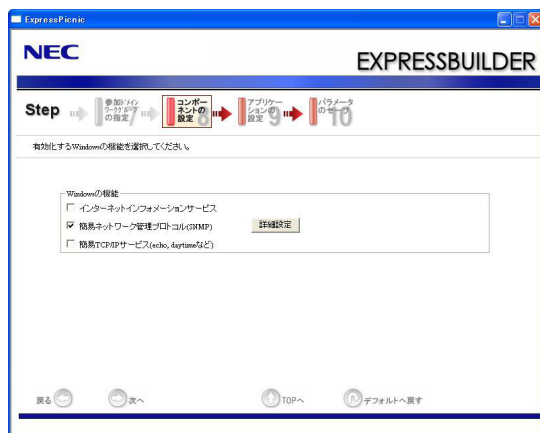 ExpressPicnic
NEC
EXPRESSBUILDER
Step
参加ドメイン
ワークグループ
の指定 7
コンポー
ネントの
設定 8
アプリケー
ションの
設定 9
パラメータ
のセーブ
10
有効化するWindowsの機能を選択してください。
Windowsの機能
インターネットインフォメーションサービス
簡易ネットワーク管理プロトコル(SNMP)
詳細設定
簡易TCP/IPサービス(echo, daytimeなど)
戻る
次へ
TOPへ
デフォルトへ戻す